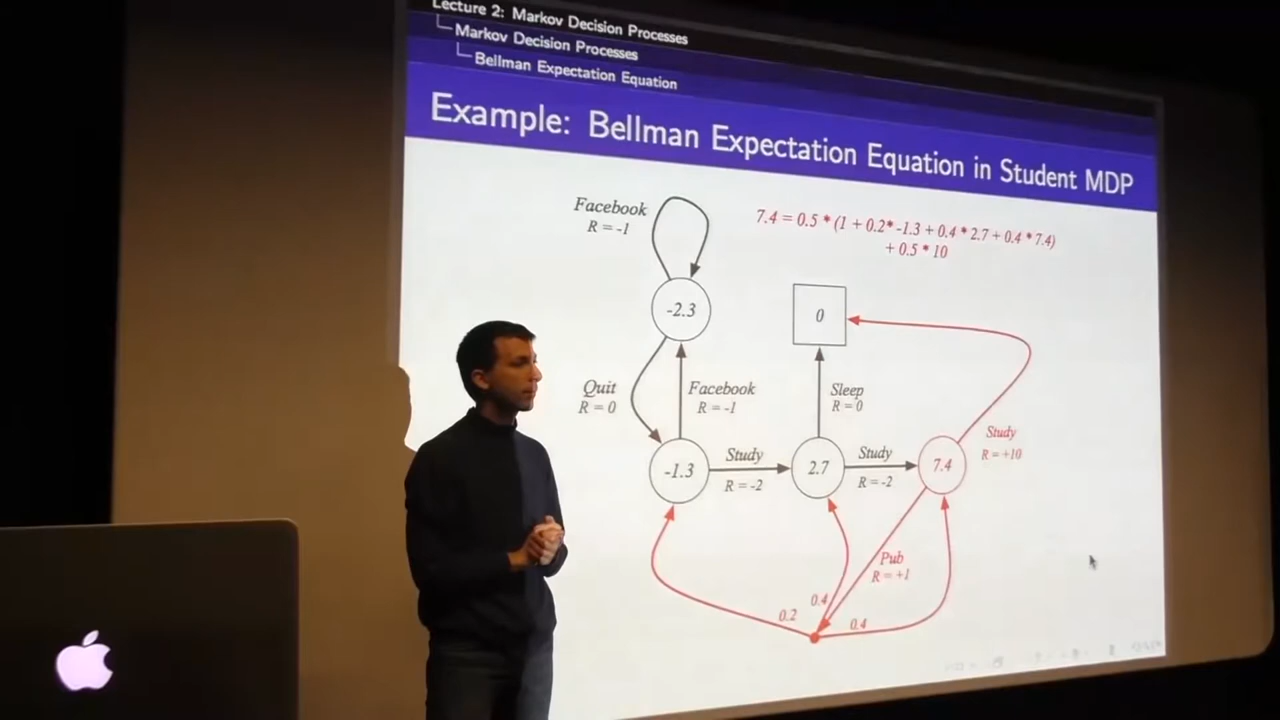 Lecture 2: Markov Decision Processes
Markov Decision Processes
Bellman Expectation Equation
Example: Bellman Expectation Equation in Student MDP
Facebook
R = -1
7.4 = 0.5 * (1 + 0.2* -1.3 + 0.4 * 2.7 + 0.4 * 7.4)
+ 0.5 * 10
-2.3
0
Quit
R = 0
Facebook
R = -1
Sleep
R = 0
Study
R = +10
-1.3
Study
R = -2
2.7
Study
R = -2
7.4
Pub
R = +1
0.2
0.4
0.4